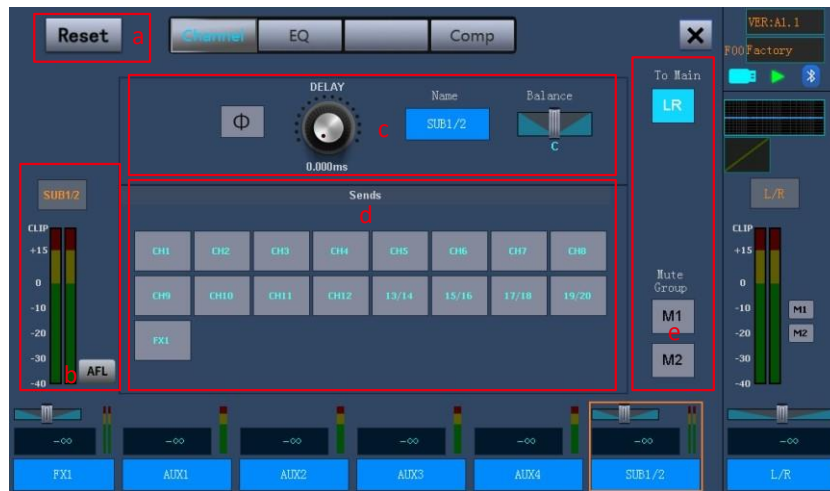 Reset a Channel EQ Comp X VER:A1.1
F00Factory
To Main
DELAY Name Balance
Φ c SUB1/2 LR
C
0.000ms
SUB1/2 Sends L/R
d
CLIP CLIP
+15 CH1 CH2 CH3 CH4 CH5 CH6 CH7 CH8 +15
0 Mute 0
Group
-10 CH9 CH10 CH11 CH12 13/14 15/16 17/18 19/20 M1 -10 M1
-20 FX1 e -20 M2
-30 M2 -30
b AFL
-40 -40
-∞ -∞ -∞ -∞ -∞ -∞ -∞
FX1 AUX1 AUX2 AUX3 AUX4 SUB1/2 L/R